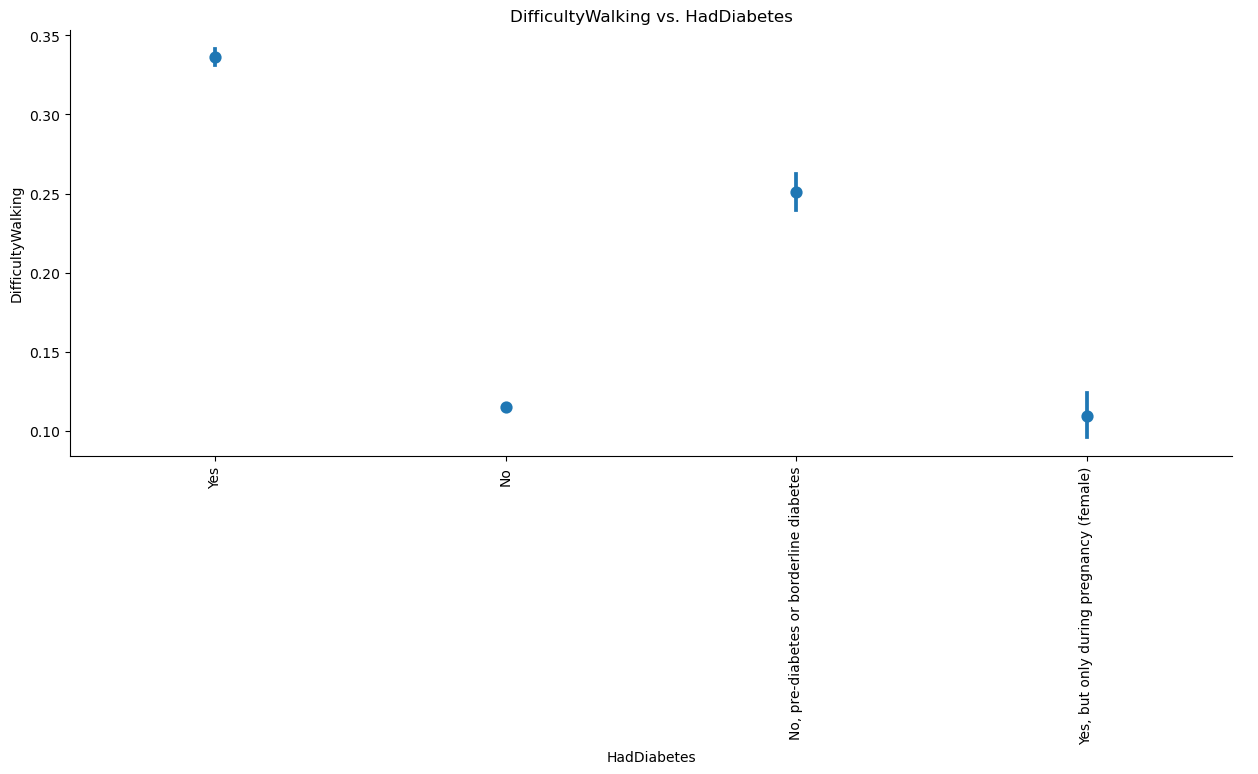 DifficultyWalking vs. HadDiabetes
0.35
0.30
0.25
0.20
0.15
0.10
DifficultyWalking
Yes
No
No, pre-diabetes or borderline diabetes
Yes, but only during pregnancy (female)
HadDiabetes